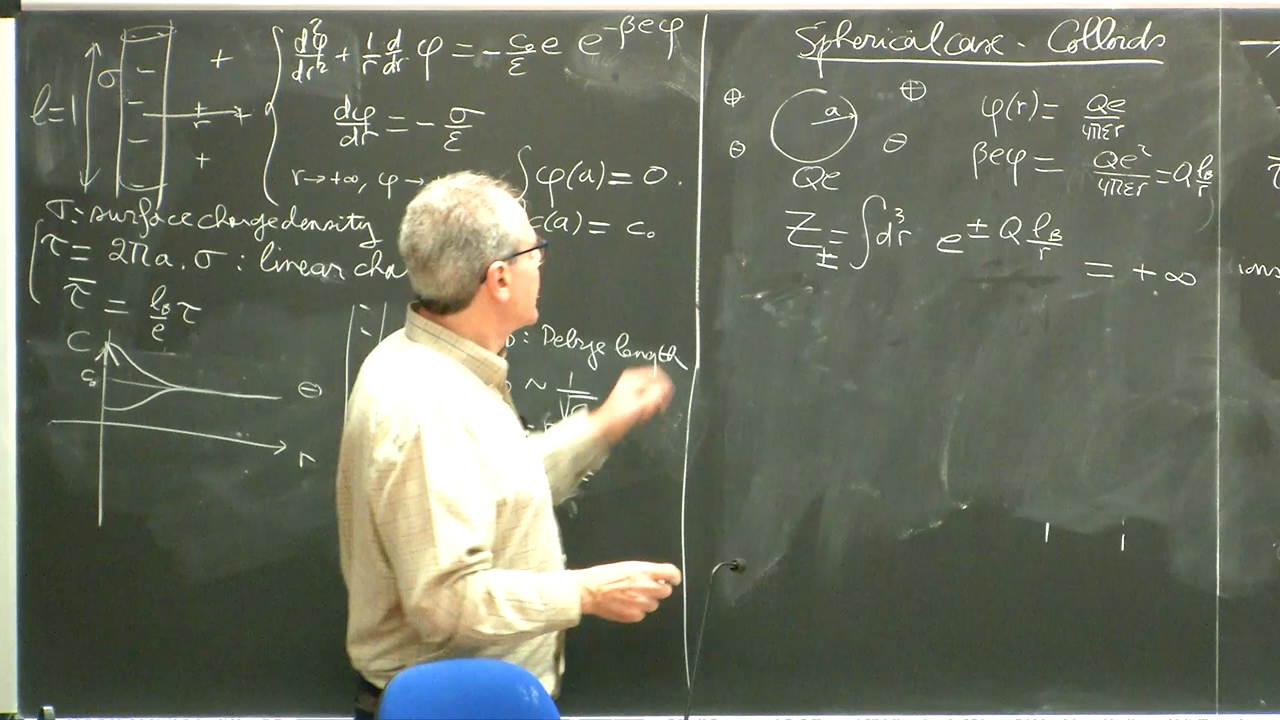 l=1
σ
r
d²φ/dr² + 1/r d/dr φ = - c₀e/ε e^{-βeφ}
dφ/dr = - σ/ε
r→+∞, φ→
φ(a) = 0.
c(a) = c₀
σ: surface charge density
τ = 2πa.σ : linear cha
τ̄ = l_B/e τ
C
c₀
⊖
r
: Debye length
~ 1/√
Spherical case - Colloids
⊕ a ⊕
⊖ ⊖
Qe
φ(r) = Qe/4πεr
βeφ = Qe²/4πεr = Q l_B/r
Z_± = ∫d³r e^{± Q l_B/r} = +∞
ions